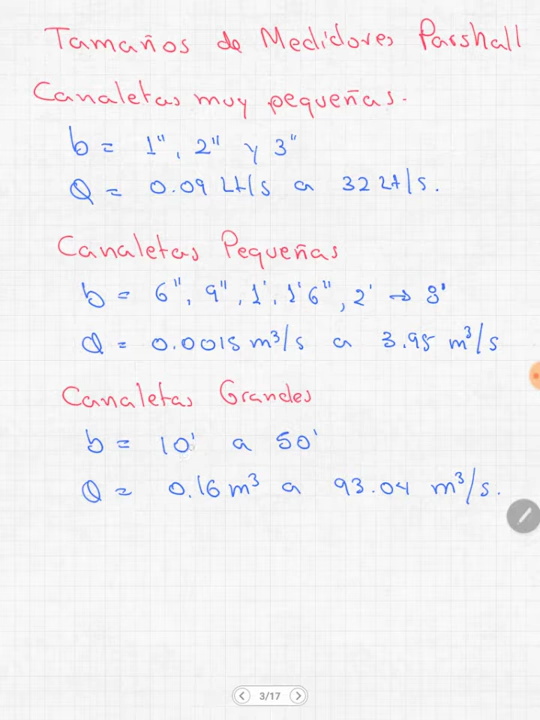 Tamaños de Medidores Parshall
Canaletas muy pequeñas.
b = 1", 2" y 3"
Q = 0.09 Lt/s a 32 Lt/s.
Canaletas Pequeñas
b = 6", 9", 1', 1'6", 2' → 8'
Q = 0.0015 m³/s a 3.95 m³/s
Canaletas Grandes
b = 10' a 50'
Q = 0.16 m³ a 93.04 m³/s.
3/17